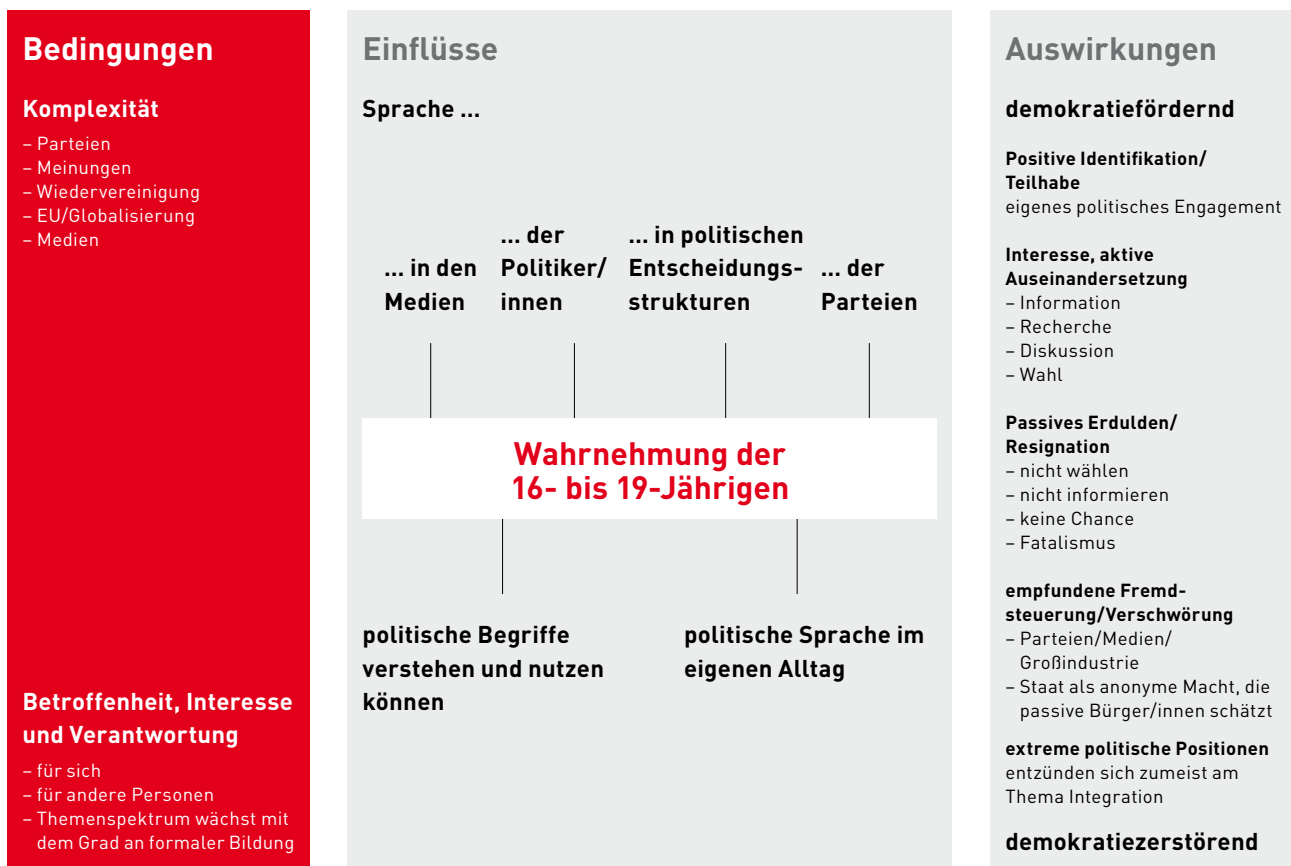 Bedingungen
Komplexität
– Parteien
– Meinungen
– Wiedervereinigung
– EU/Globalisierung
– Medien
Betroffenheit, Interesse
und Verantwortung
– für sich
– für andere Personen
– Themenspektrum wächst mit
dem Grad an formaler Bildung
Einflüsse
Sprache ...
... in den
Medien
... der
Politiker/
innen
... in politischen
Entscheidungs-
strukturen
... der
Parteien
Wahrnehmung der
16- bis 19-Jährigen
politische Begriffe
verstehen und nutzen
können
politische Sprache im
eigenen Alltag
Auswirkungen
demokratiefördernd
Positive Identifikation/
Teilhabe
eigenes politisches Engagement
Interesse, aktive
Auseinandersetzung
– Information
– Recherche
– Diskussion
– Wahl
Passives Erdulden/
Resignation
– nicht wählen
– nicht informieren
– keine Chance
– Fatalismus
empfundene Fremd-
steuerung/Verschwörung
– Parteien/Medien/
Großindustrie
– Staat als anonyme Macht, die
passive Bürger/innen schätzt
extreme politische Positionen
entzünden sich zumeist am
Thema Integration
demokratiezerstörend